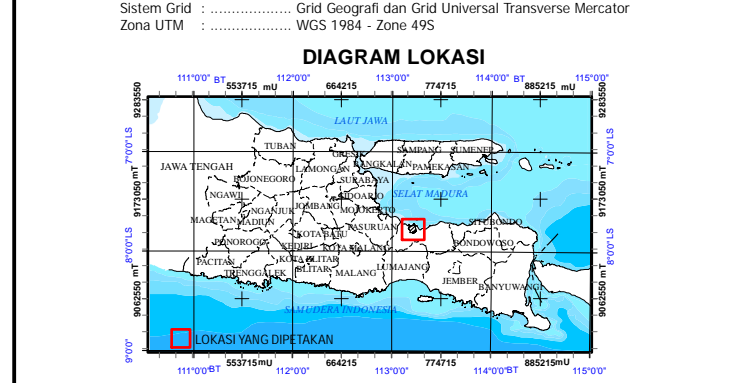 Sistem Grid : ................... Grid Geografi dan Grid Universal Transverse Mercator
Zona UTM : ................... WGS 1984 - Zone 49S
DIAGRAM LOKASI
111°0'0" BT 112°0'0" 113°0'0" 114°0'0" BT 115°0'0"
553715 mU 664215 774715 885215 mU
9283550
7°0'0" LS
9173050 mT
8°0'0" LS
9062550 mT
9°0'0"
LAUT JAWA
TUBAN
GRESIK
SAMPANG
SUMENEP
BANGKALAN
PAMEKASAN
JAWA TENGAH
LAMONGAN
BOJONEGORO
SURABAYA
NGAWI
SIDOARJO
SELAT MADURA
JOMBANG
MOJOKERTO
NGANJUK
MAGETAN
MADIUN
PASURUAN
SITUBONDO
KOTA BATU
PONOROGO
KEDIRI
KOTA MALANG
BONDOWOSO
PACITAN
KOTA BLITAR
TRENGGALEK
BLITAR
MALANG
LUMAJANG
JEMBER
BANYUWANGI
SAMUDERA INDONESIA
LOKASI YANG DIPETAKAN
9283550
7°0'0" LS
9173050 mT
8°0'0" LS
9062550 mT
553715 mU 664215 774715 885215 mU
111°0'0" BT 112°0'0" 113°0'0" 114°0'0" BT 115°0'0"